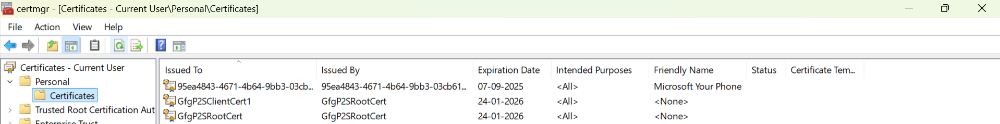 certmgr - [Certificates - Current User\Personal\Certificates]
File Action View Help
Certificates - Current User
Personal
Certificates
Trusted Root Certification Aut
Enterprise Trust
Issued To Issued By Expiration Date Intended Purposes Friendly Name Status Certificate Tem...
95ea4843-4671-4b64-9bb3-03cb... 95ea4843-4671-4b64-9bb3-03cb61... 07-09-2025 <All> Microsoft Your Phone
GfgP2SClientCert1 GfgP2SRootCert 24-01-2026 <All> <None>
GfgP2SRootCert GfgP2SRootCert 24-01-2026 <All> <None>